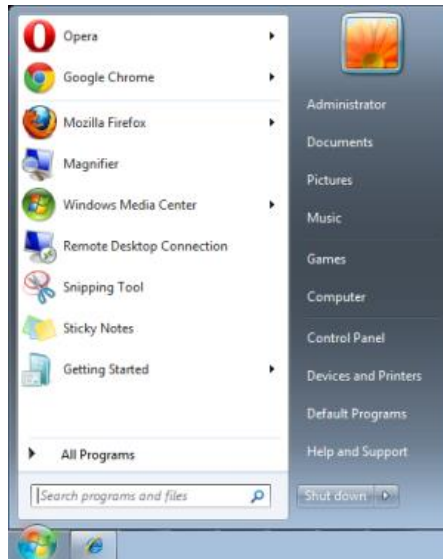 Opera
Google Chrome
Mozilla Firefox
Magnifier
Windows Media Center
Remote Desktop Connection
Snipping Tool
Sticky Notes
Getting Started
All Programs
Search programs and files
Administrator
Documents
Pictures
Music
Games
Computer
Control Panel
Devices and Printers
Default Programs
Help and Support
Shut down